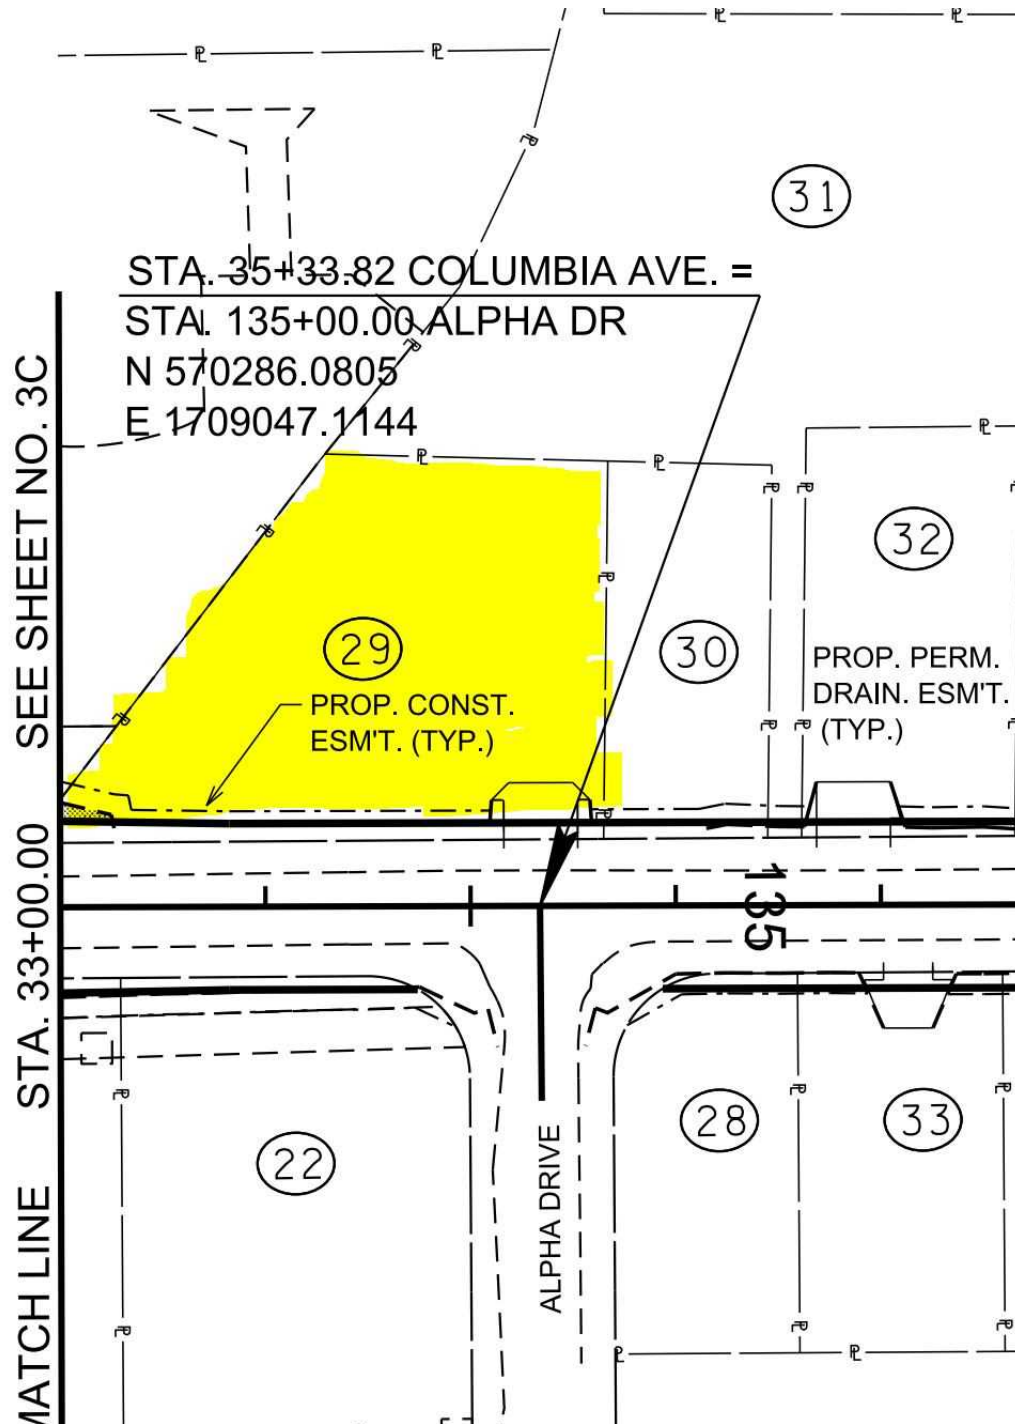 31
STA. 35+33.82 COLUMBIA AVE. =
STA. 135+00.00 ALPHA DR
N 570286.0805
E 1709047.1144
SEE SHEET NO. 3C
MATCH LINE STA. 33+00.00
32
29
30
PROP. CONST.
ESM'T. (TYP.)
PROP. PERM.
DRAIN. ESM'T.
(TYP.)
135
ALPHA DRIVE
22
28
33